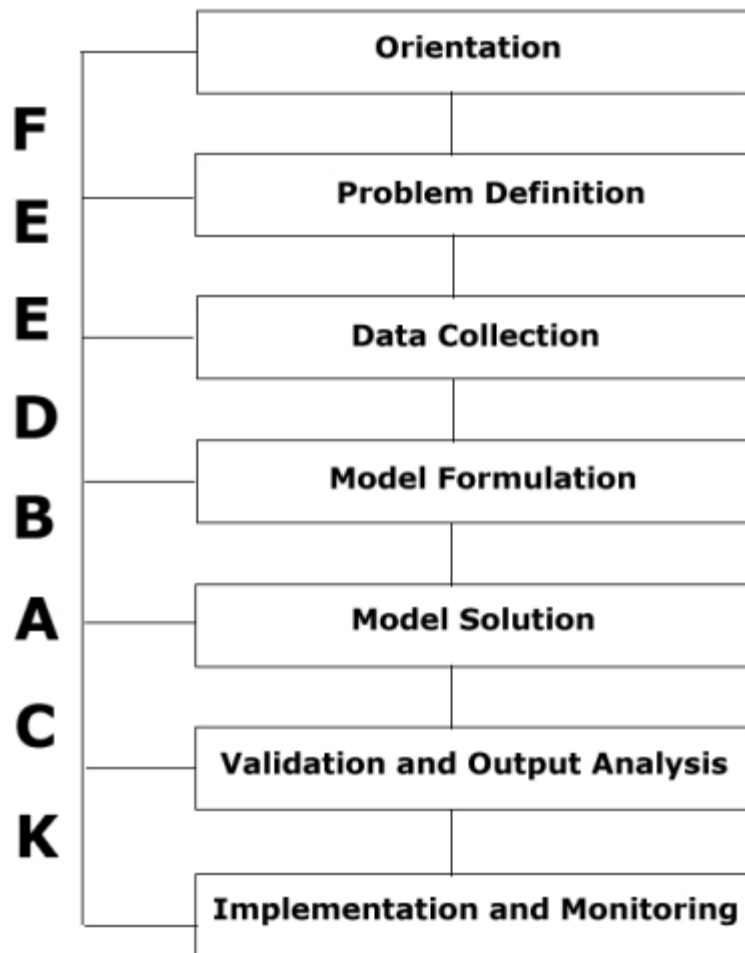 Orientation
Problem Definition
Data Collection
Model Formulation
Model Solution
Validation and Output Analysis
Implementation and Monitoring
F
E
E
D
B
A
C
K